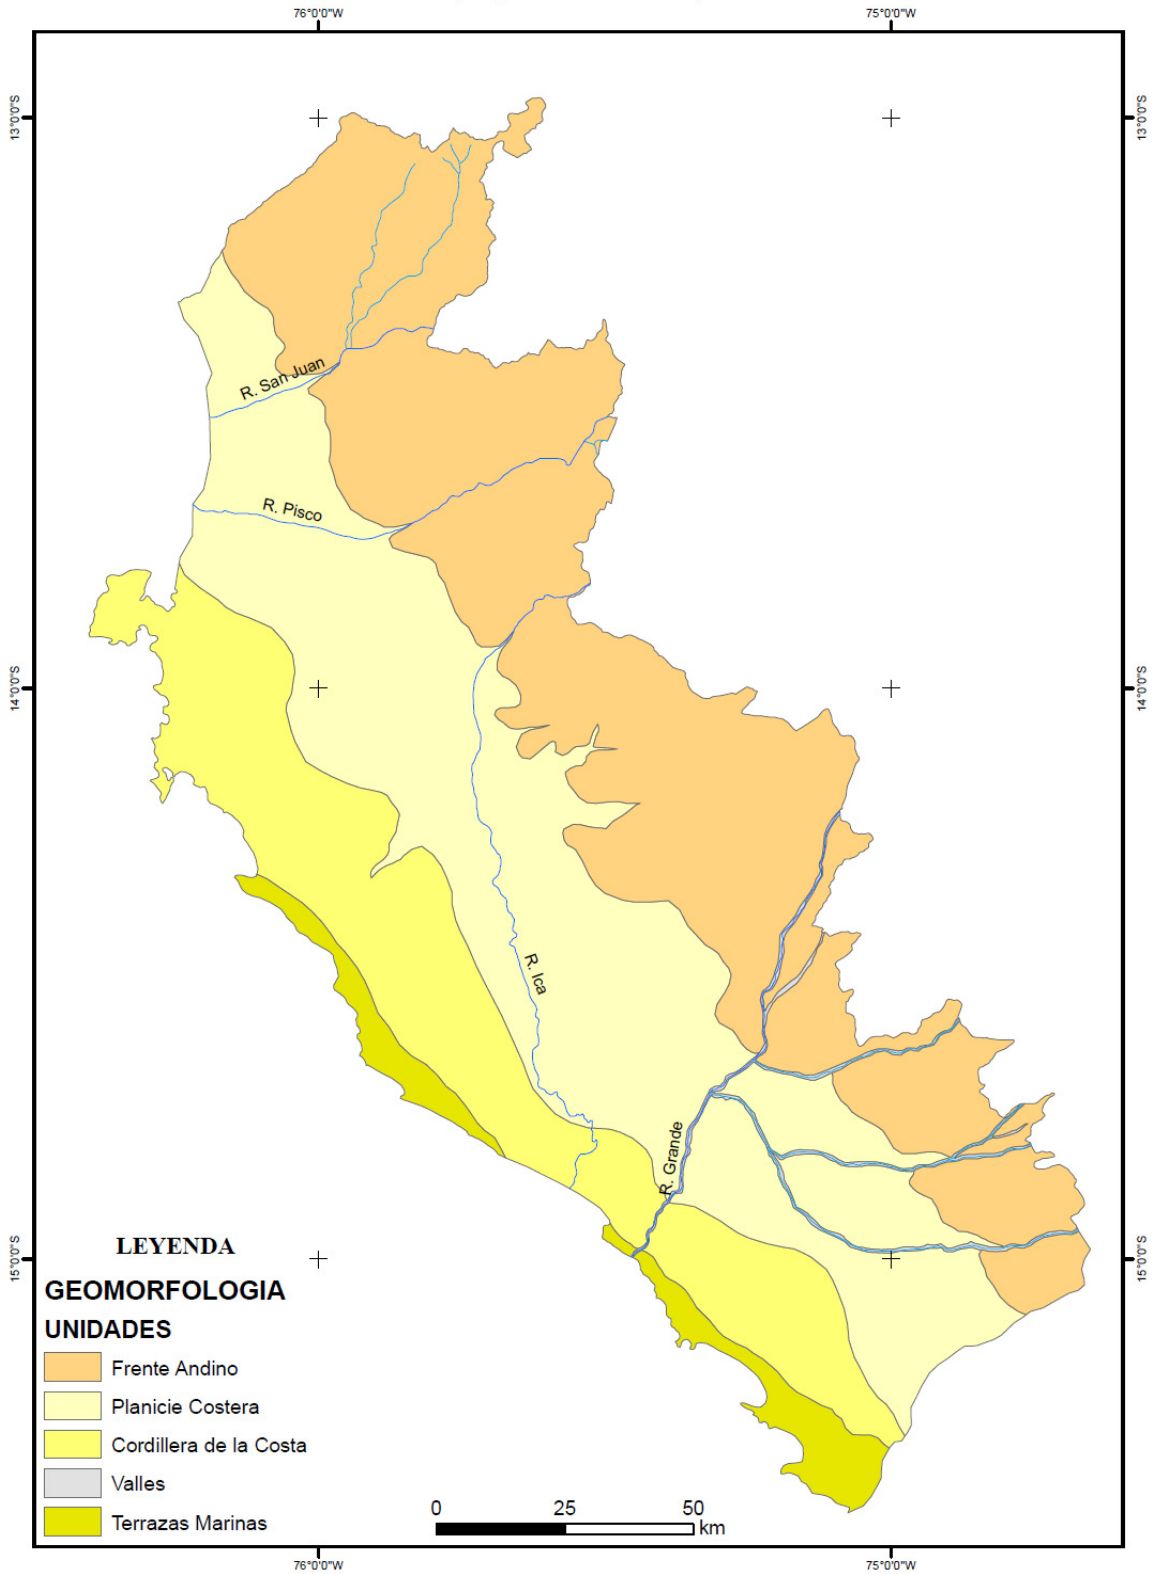 76°0'0"W
75°0'0"W
13°0'0"S
13°0'0"S
R. San Juan
R. Pisco
14°0'0"S
14°0'0"S
R. Ica
R. Grande
15°0'0"S
15°0'0"S
LEYENDA
GEOMORFOLOGIA
UNIDADES
Frente Andino
Planicie Costera
Cordillera de la Costa
Valles
Terrazas Marinas
0 25 50
km
76°0'0"W
75°0'0"W